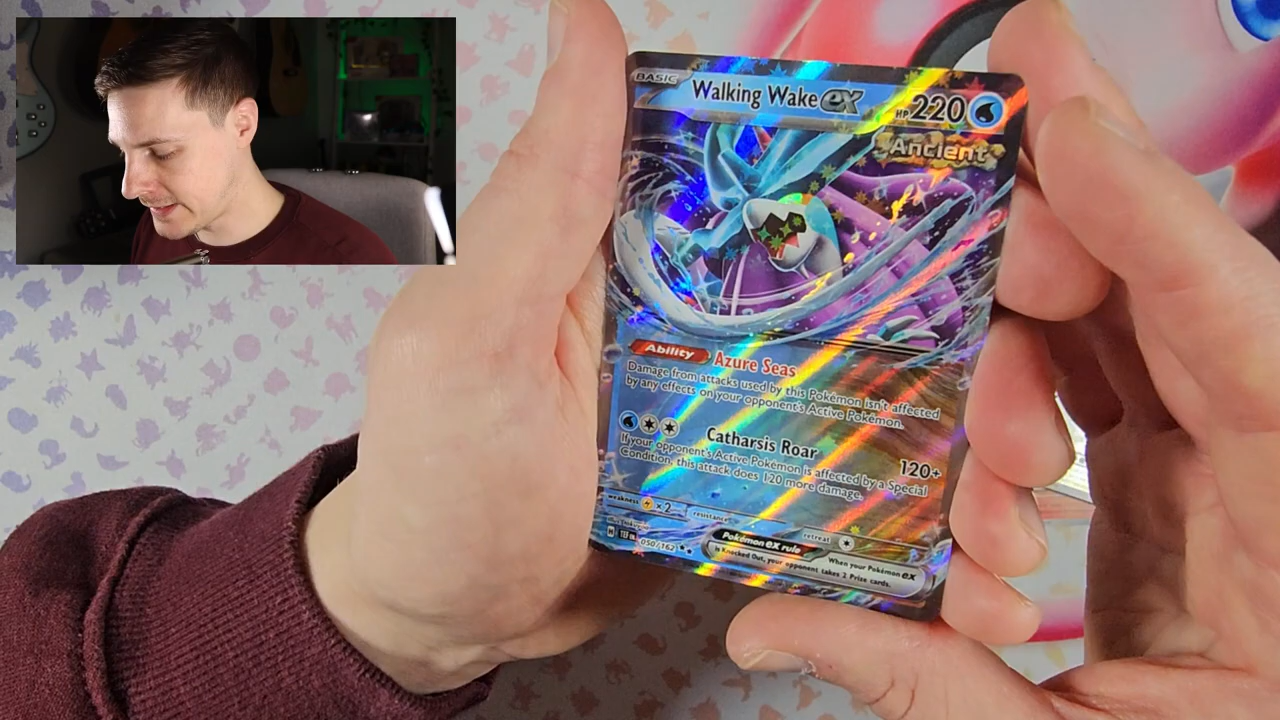 BASIC
Walking Wake ex HP 220
Ancient
Ability Azure Seas
Damage from attacks used by this Pokémon isn't affected
by any effects on your opponent's Active Pokémon.
Catharsis Roar 120+
If your opponent's Active Pokémon is affected by a Special
Condition, this attack does 120 more damage.
weakness x2 resistance retreat
TEF EN 050/162
Pokémon ex rule When your Pokémon ex
is Knocked Out, your opponent takes 2 Prize cards.